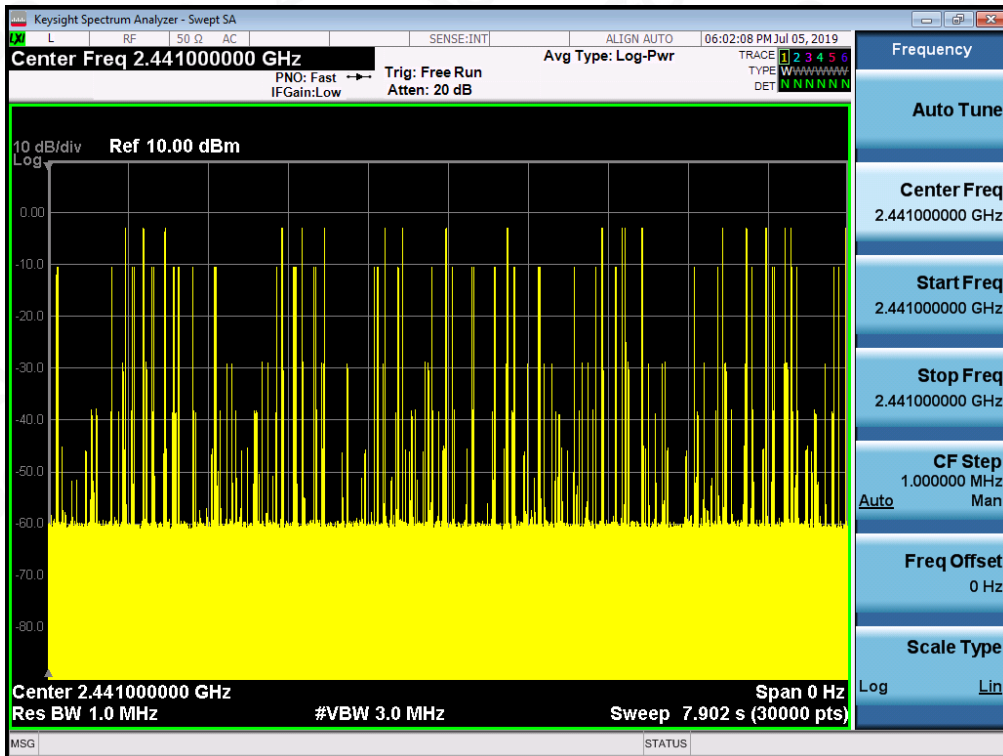 Keysight Spectrum Analyzer - Swept SA
LXI L RF 50 Ω AC SENSE:INT ALIGN AUTO 06:02:08 PM Jul 05, 2019
Center Freq 2.441000000 GHz
PNO: Fast
IFGain:Low
Trig: Free Run
Atten: 20 dB
Avg Type: Log-Pwr
TRACE 1 2 3 4 5 6
TYPE WWWWWW
DET N N N N N N
10 dB/div Ref 10.00 dBm
Log
0.00
-10.0
-20.0
-30.0
-40.0
-50.0
-60.0
-70.0
-80.0
Center 2.441000000 GHz Span 0 Hz
Res BW 1.0 MHz #VBW 3.0 MHz Sweep 7.902 s (30000 pts)
MSG STATUS
Frequency
Auto Tune
Center Freq
2.441000000 GHz
Start Freq
2.441000000 GHz
Stop Freq
2.441000000 GHz
CF Step
1.000000 MHz
Auto Man
Freq Offset
0 Hz
Scale Type
Log Lin